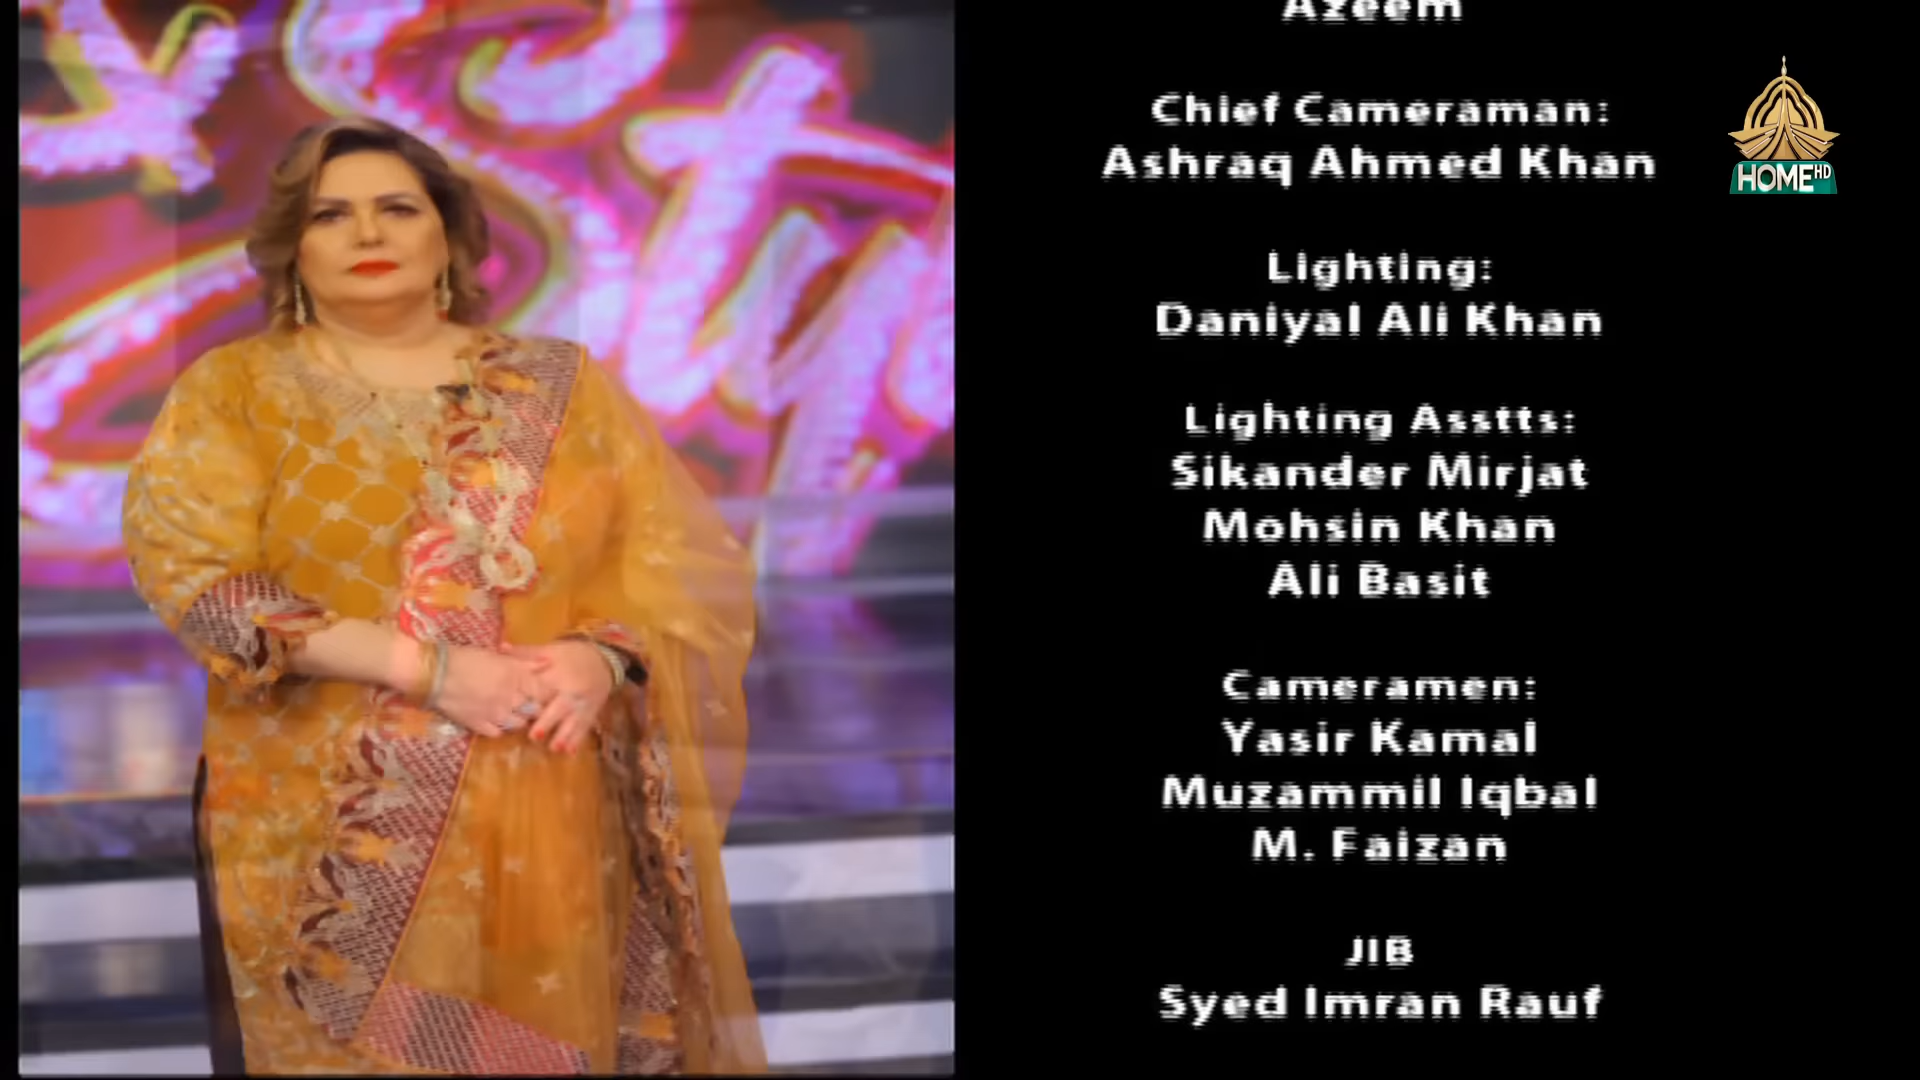 Azeem
Chief Cameraman:
Ashraq Ahmed Khan
Lighting:
Daniyal Ali Khan
Lighting Asstts:
Sikander Mirjat
Mohsin Khan
Ali Basit
Cameramen:
Yasir Kamal
Muzammil Iqbal
M. Faizan
JIB
Syed Imran Rauf
HOME HD